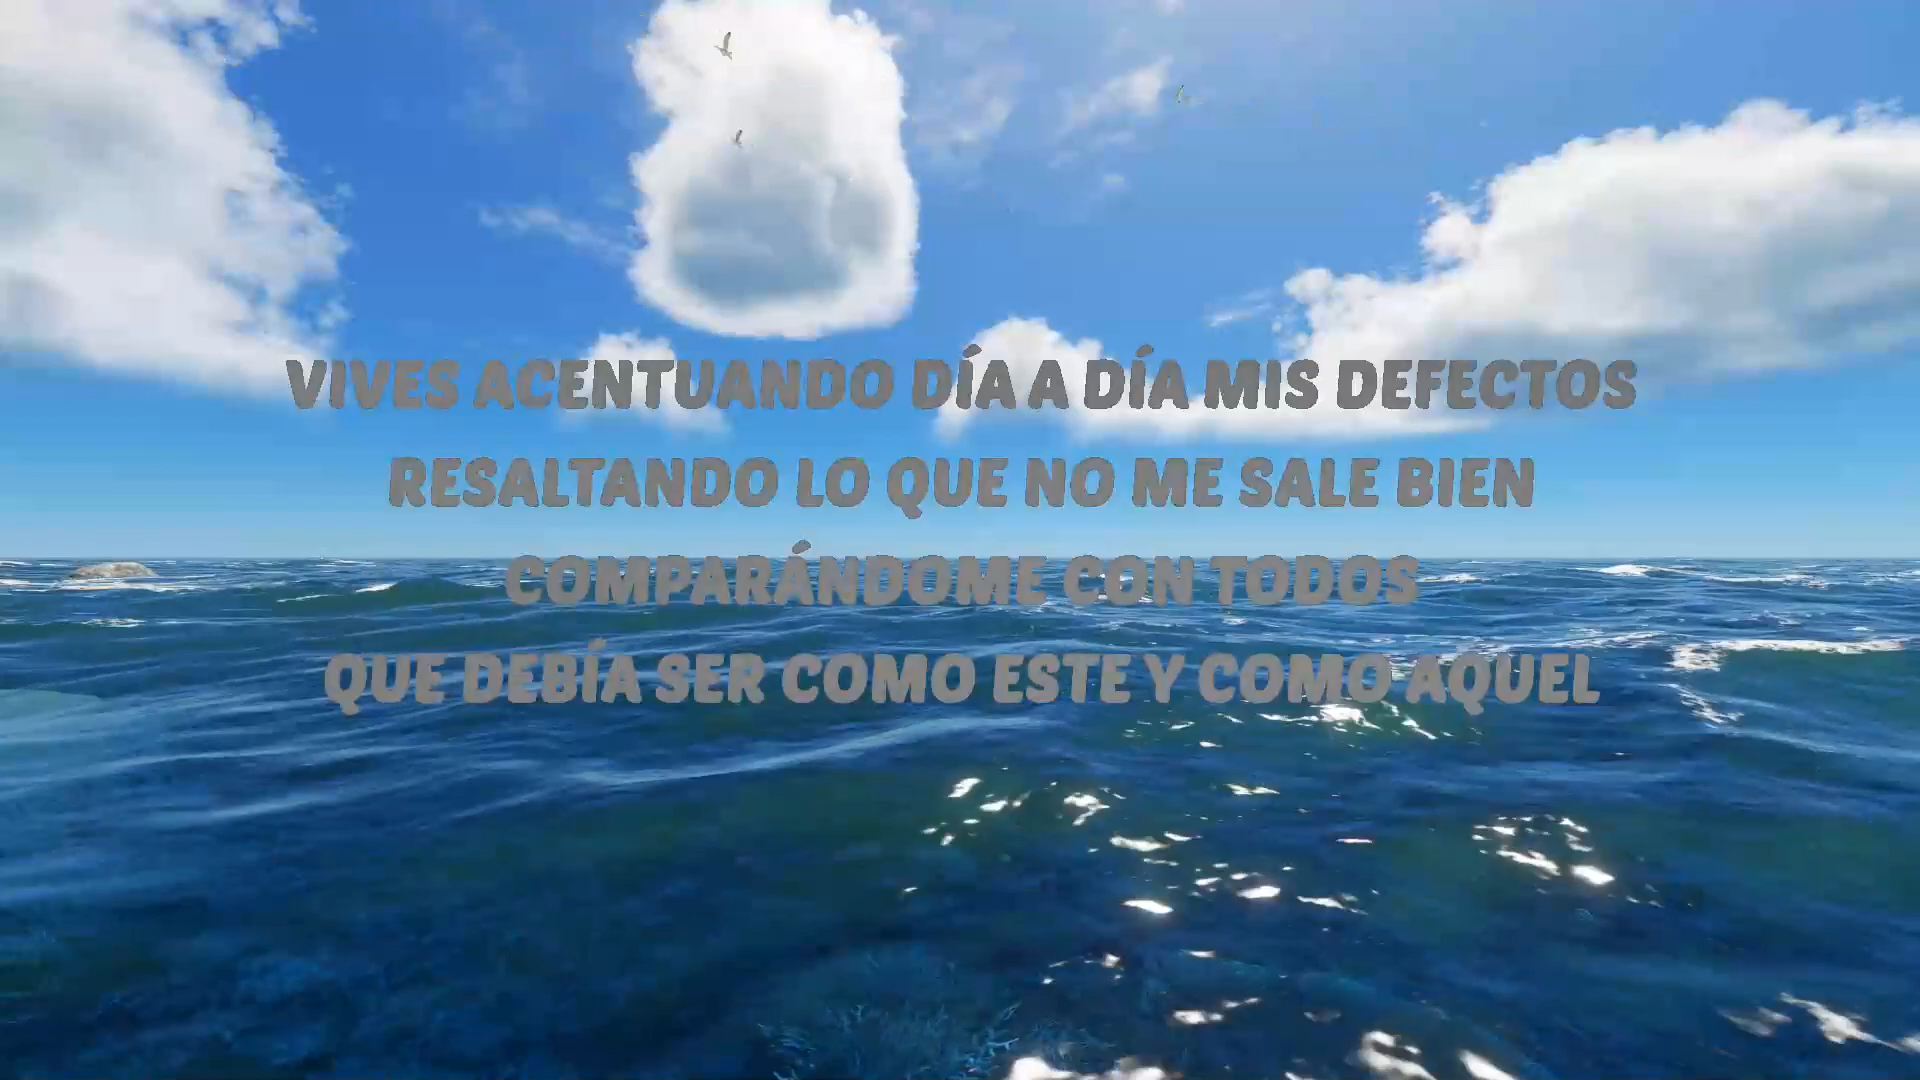 VIVES ACENTUANDO DÍA A DÍA MIS DEFECTOS
RESALTANDO LO QUE NO ME SALE BIEN
COMPARÁNDOME CON TODOS
QUE DEBÍA SER COMO ESTE Y COMO AQUEL